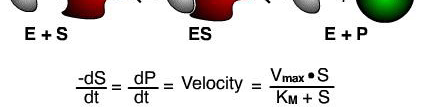 E + S ES E + P
-dS/dt = dP/dt = Velocity = Vmax • S / KM + S